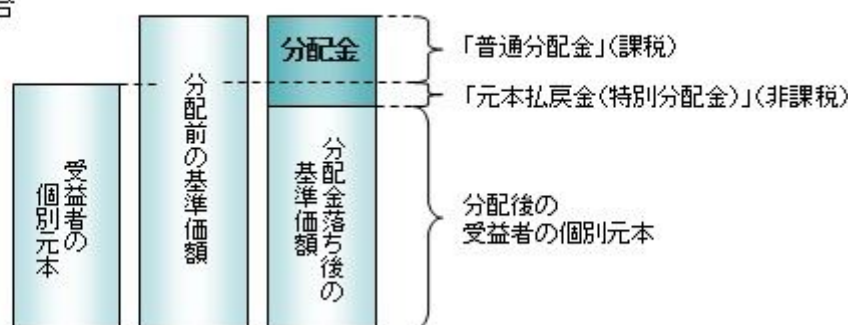 分配金
「普通分配金」(課税)
「元本払戻金(特別分配金)」(非課税)
受益者の
個別元本
分配前の基準価額
分配金落ち後の
基準価額
分配後の
受益者の個別元本